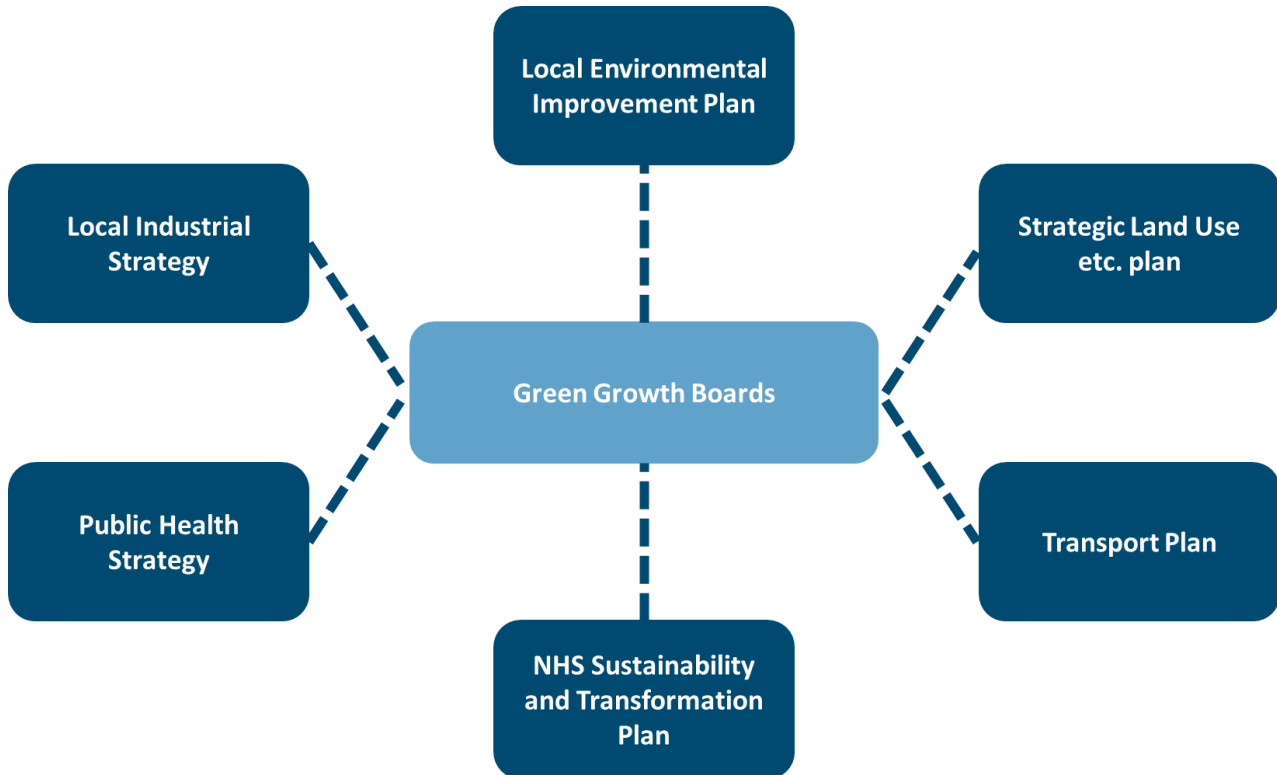 Local Environmental
Improvement Plan
Local Industrial
Strategy
Strategic Land Use
etc. plan
Green Growth Boards
Public Health
Strategy
Transport Plan
NHS Sustainability
and Transformation
Plan